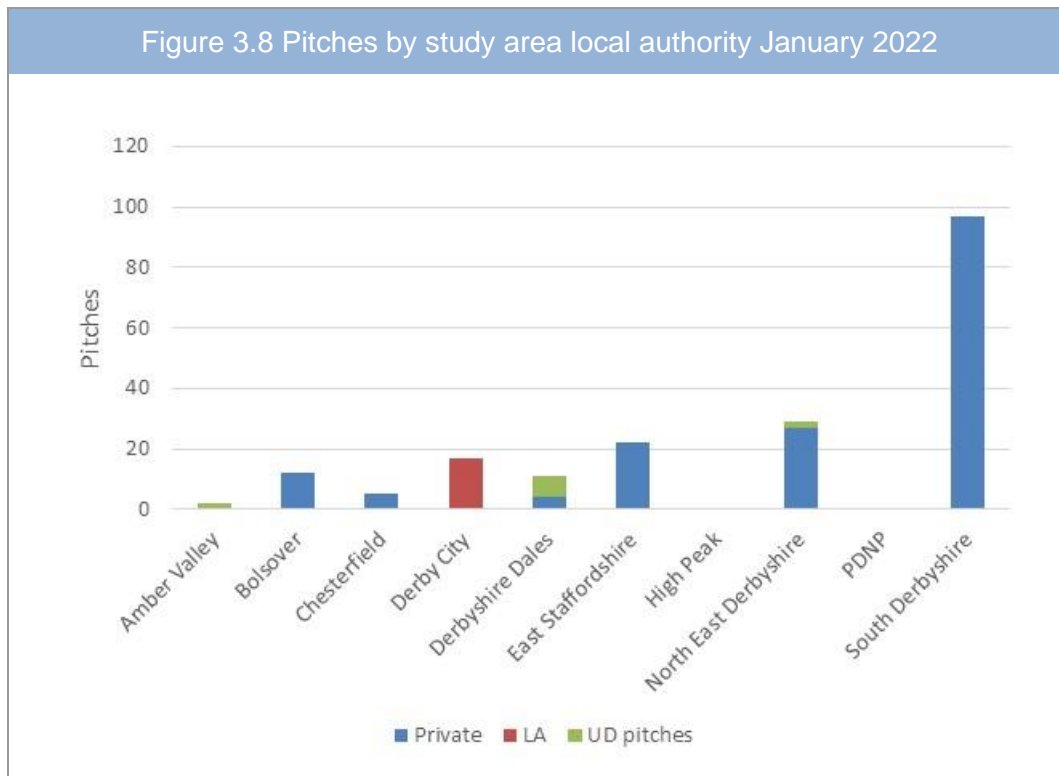 Figure 3.8 Pitches by study area local authority January 2022
120
100
80
60
40
20
0
Pitches
Amber Valley
Bolsover
Chesterfield
Derby City
Derbyshire Dales
East Staffordshire
High Peak
North East Derbyshire
PDNP
South Derbyshire
Private LA UD pitches